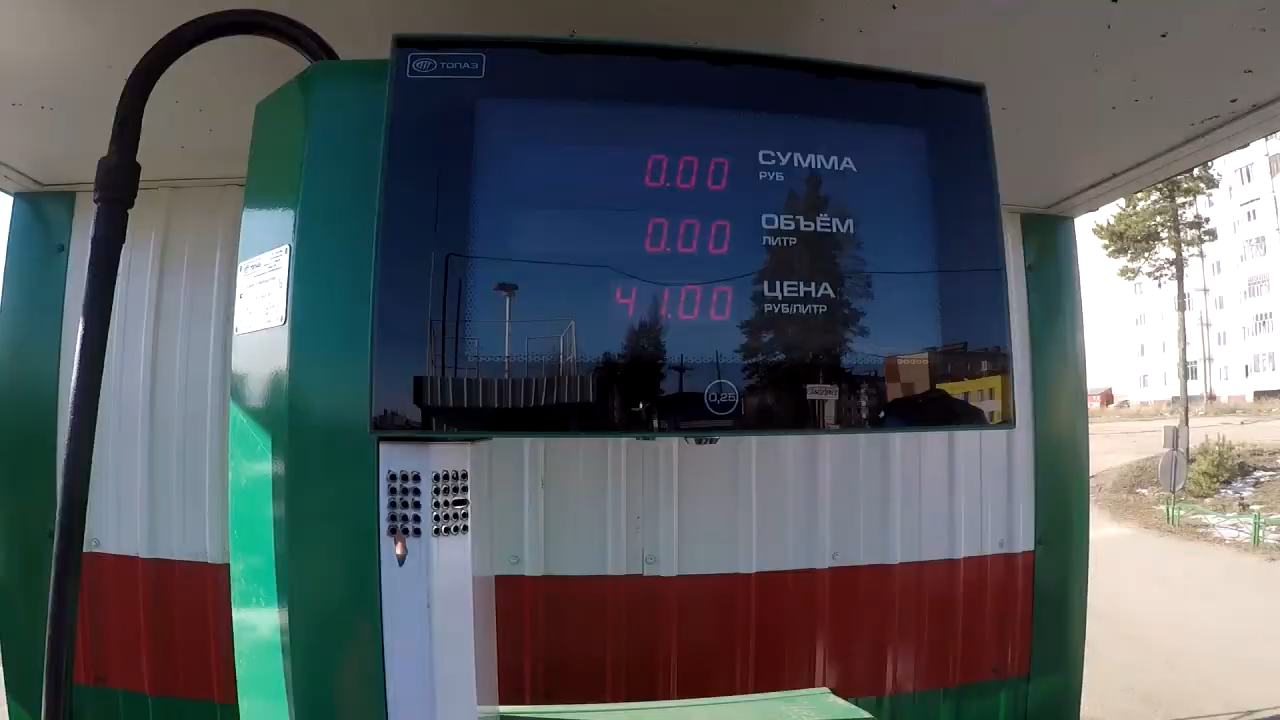 ТОПАЗ
0.00 СУММА
РУБ
0.00 ОБЪЁМ
ЛИТР
41.00 ЦЕНА
РУБ/ЛИТР
0,25